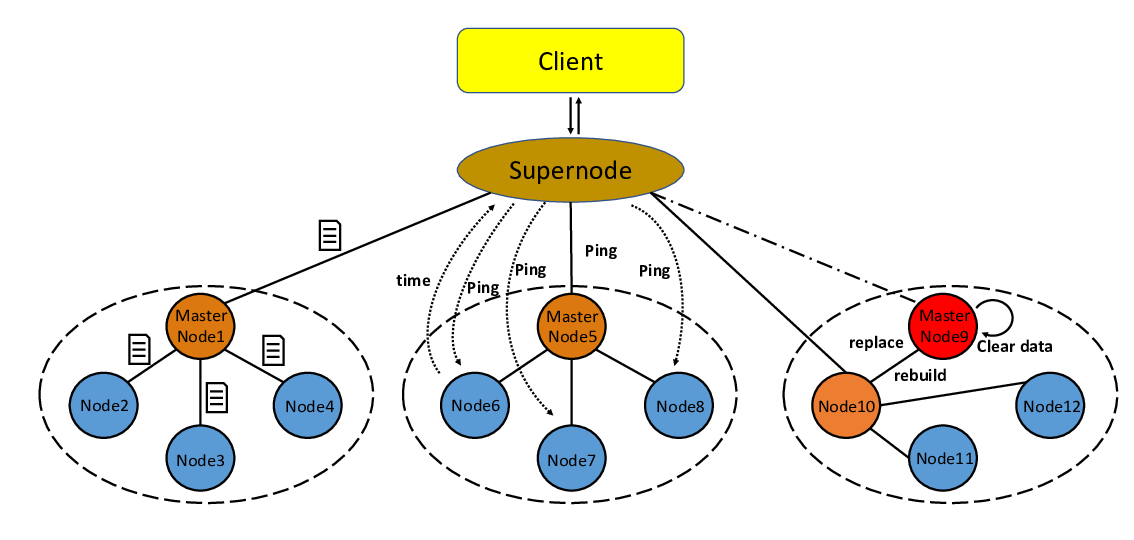 Client
Supernode
time
Ping
Ping
Ping
Ping
Master
Node1
Node2
Node3
Node4
Master
Node5
Node6
Node7
Node8
Master
Node9
Clear data
replace
rebuild
Node10
Node11
Node12